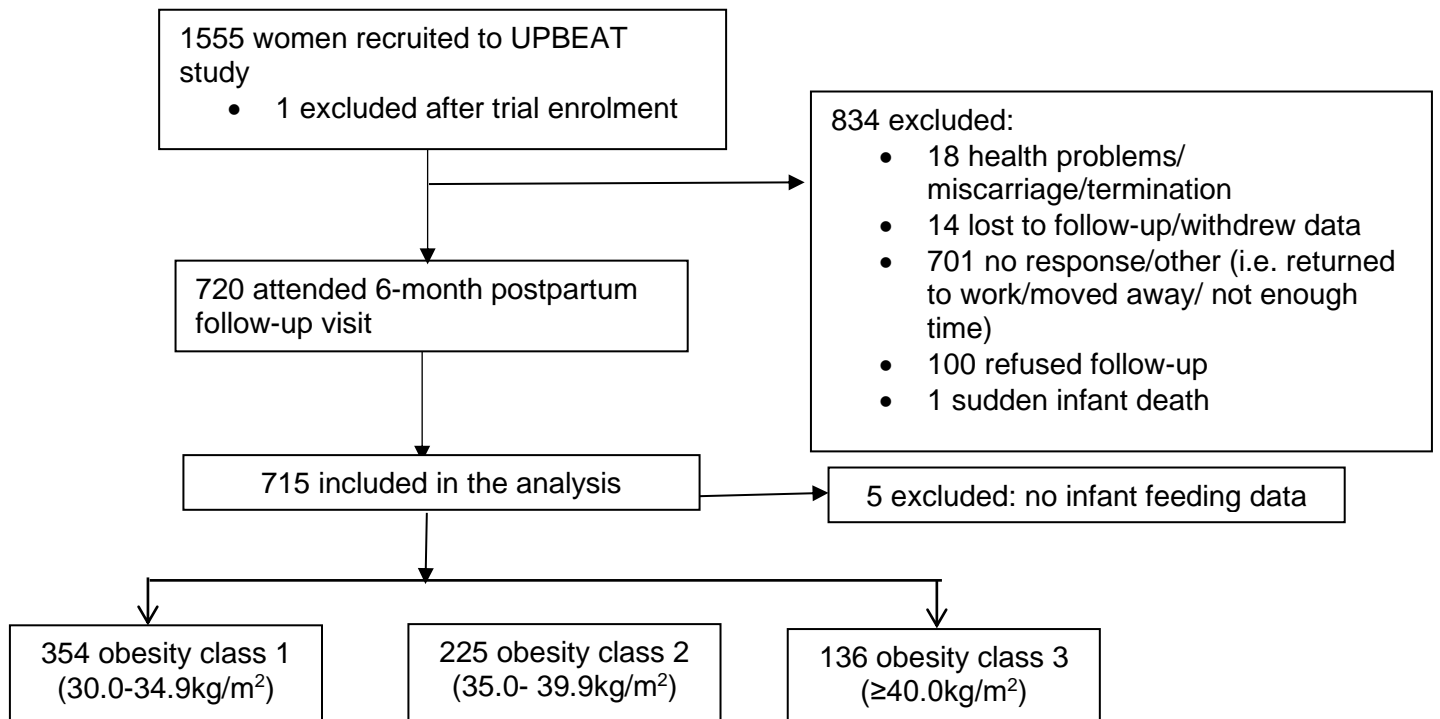 1555 women recruited to UPBEAT
study
• 1 excluded after trial enrolment
834 excluded:
• 18 health problems/
miscarriage/termination
• 14 lost to follow-up/withdrew data
• 701 no response/other (i.e. returned
to work/moved away/ not enough
time)
• 100 refused follow-up
• 1 sudden infant death
720 attended 6-month postpartum
follow-up visit
715 included in the analysis
5 excluded: no infant feeding data
354 obesity class 1
(30.0-34.9kg/m²)
225 obesity class 2
(35.0- 39.9kg/m²)
136 obesity class 3
(≥40.0kg/m²)